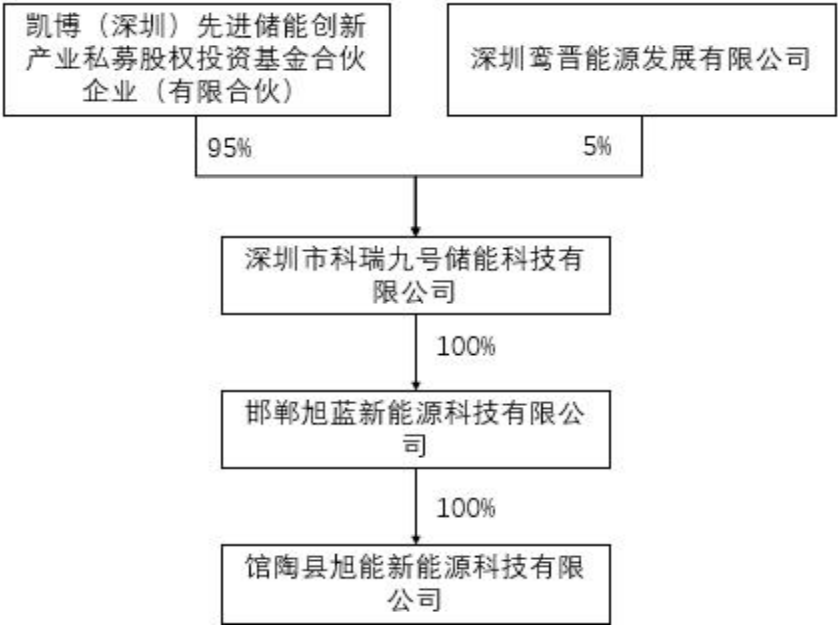 凯博（深圳）先进储能创新
产业私募股权投资基金合伙
企业（有限合伙）
深圳鸾晋能源发展有限公司
95%
5%
深圳市科瑞九号储能科技有
限公司
100%
邯郸旭蓝新能源科技有限公
司
100%
馆陶县旭能新能源科技有限
公司